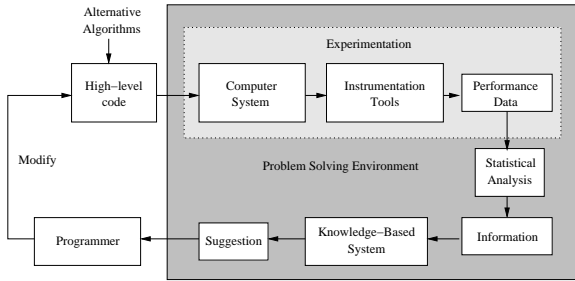 Alternative
Algorithms
Experimentation
High−level
code
Computer
System
Instrumentation
Tools
Performance
Data
Modify
Problem Solving Environment
Statistical
Analysis
Programmer
Suggestion
Knowledge−Based
System
Information